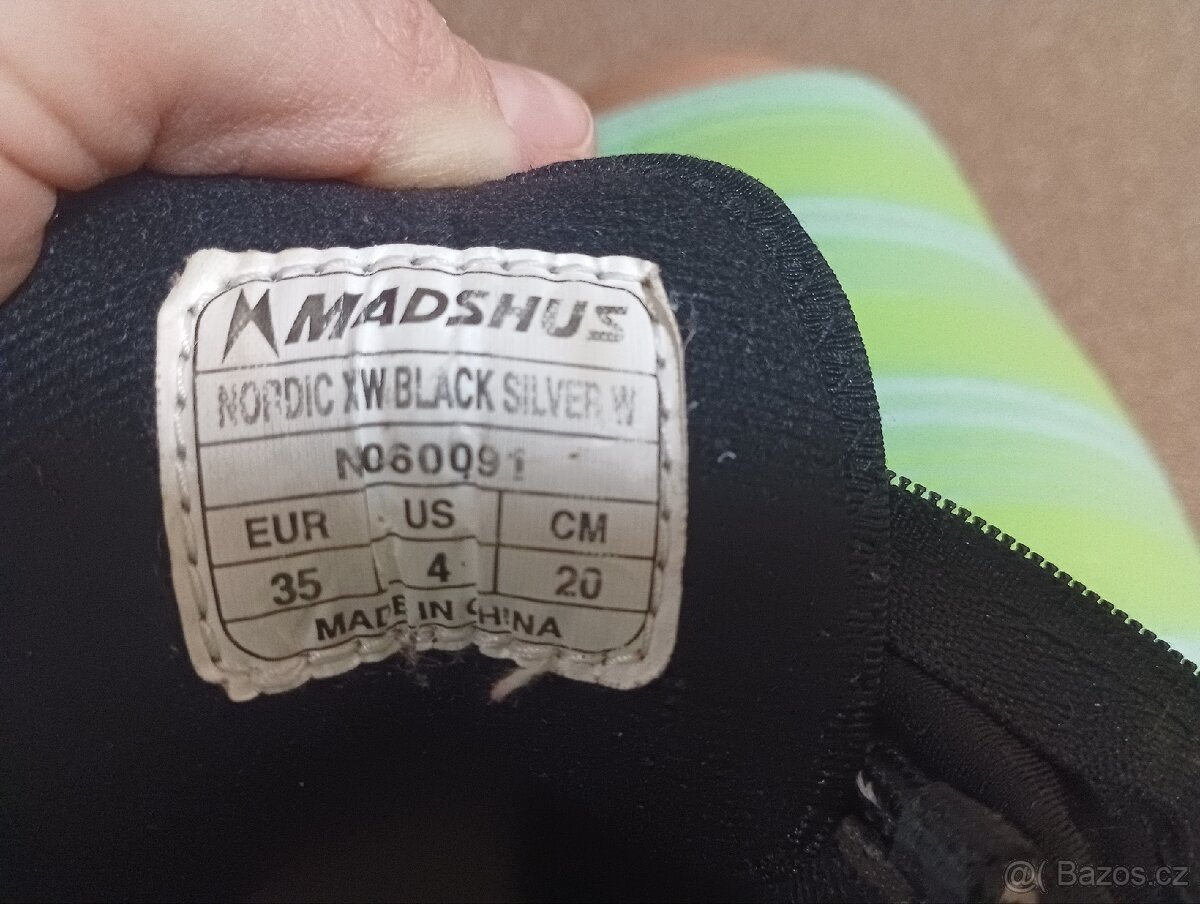 MADSHUS
NORDIC XW BLACK SILVER W
N060091
EUR US CM
35 4 20
MADE IN CHINA
@( Bazos.cz